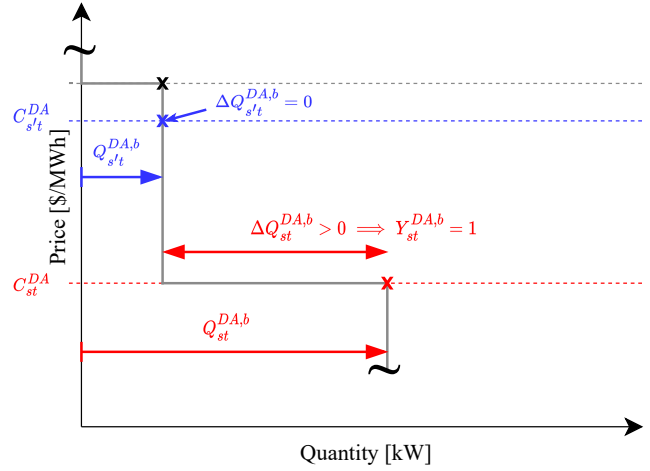 C_{s't}^{DA}
ΔQ_{s't}^{DA,b} = 0
Q_{s't}^{DA,b}
Price [$/MWh]
ΔQ_{st}^{DA,b} > 0 ⟹ Y_{st}^{DA,b} = 1
C_{st}^{DA}
Q_{st}^{DA,b}
Quantity [kW]